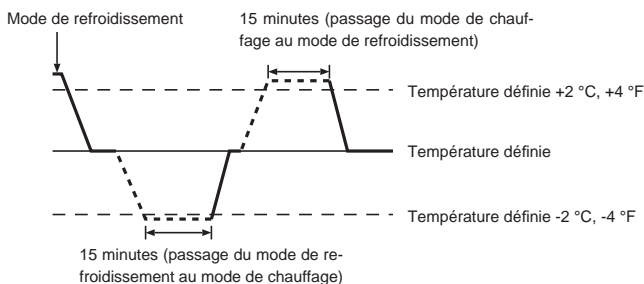 Mode de refroidissement
15 minutes (passage du mode de chauf-
fage au mode de refroidissement)
Température définie +2 °C, +4 °F
Température définie
Température définie -2 °C, -4 °F
15 minutes (passage du mode de re-
froidissement au mode de chauffage)